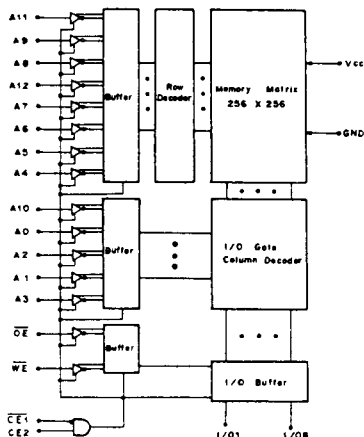 A11
A9
A8
A12
A7
A6
A5
A4
Buffer
Row
Decoder
Memory Matrix
256 X 256
Vcc
GND
A10
A0
A2
A1
A3
Buffer
I/O Gate
Column Decoder
OE
WE
Buffer
I/O Buffer
CE1
CE2
I/O1
I/O8